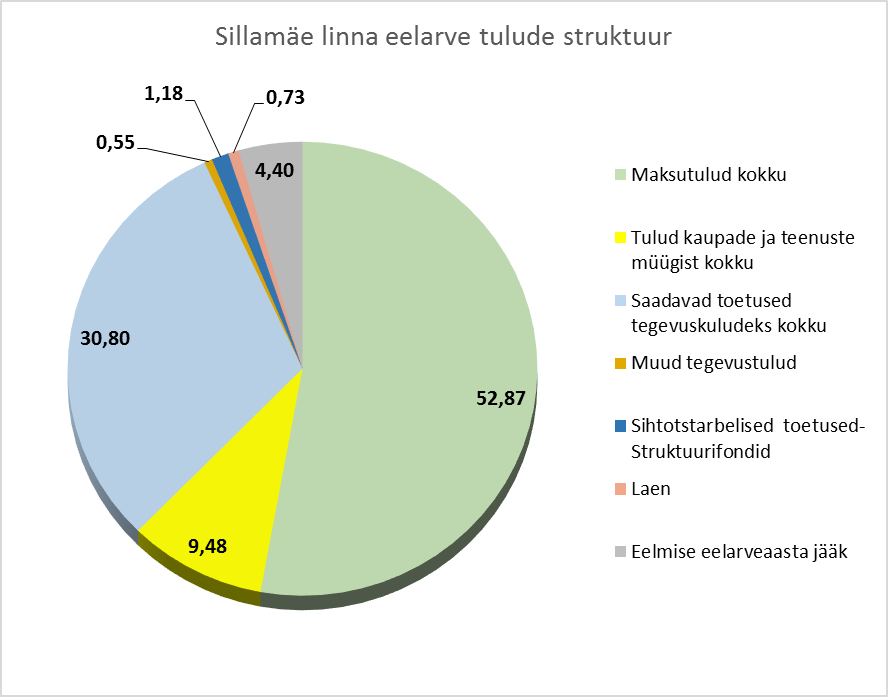 Sillamäe linna eelarve tulude struktuur
1,18
0,73
0,55
4,40
30,80
52,87
9,48
Maksutulud kokku
Tulud kaupade ja teenuste
müügist kokku
Saadavad toetused
tegevuskuludeks kokku
Muud tegevustulud
Sihtotstarbelised toetused-
Struktuurifondid
Laen
Eelmise eelarveaasta jääk